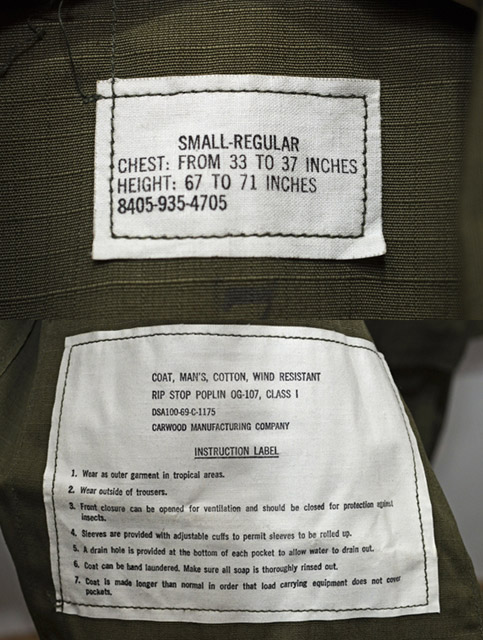 SMALL-REGULAR
CHEST: FROM 33 TO 37 INCHES
HEIGHT: 67 TO 71 INCHES
8405-935-4705
COAT, MAN'S, COTTON, WIND RESISTANT
RIP STOP POPLIN OG-107, CLASS I
DSA100-69-C-1175
CARWOOD MANUFACTURING COMPANY
INSTRUCTION LABEL
1. Wear as outer garment in tropical areas.
2. Wear outside of trousers.
3. Front closure can be opened for ventilation and should be closed for protection against
insects.
4. Sleeves are provided with adjustable cuffs to permit sleeves to be rolled up.
5. A drain hole is provided at the bottom of each pocket to allow water to drain out.
6. Coat can be hand laundered. Make sure all soap is thoroughly rinsed out.
7. Coat is made longer than normal in order that load carrying equipment does not cover
pockets.